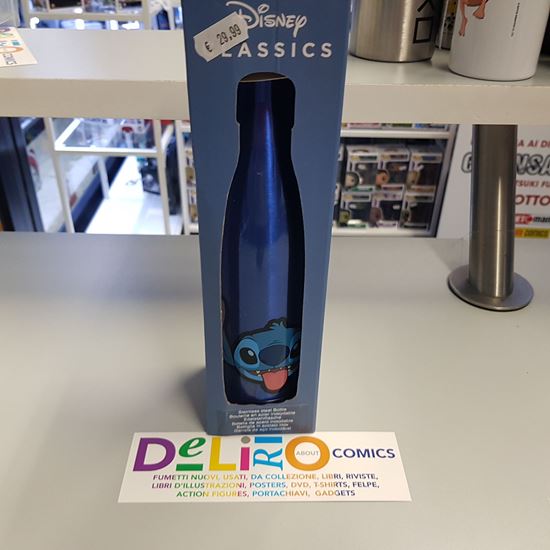 Disney
€ 29,99
CLASSICS
Stainless Steel Bottle
DeLiRiO ABOUT COMICS
FUMETTI NUOVI, USATI, DA COLLEZIONE, LIBRI, RIVISTE,
LIBRI D'ILLUSTRAZIONI, POSTERS, DVD, T-SHIRTS, FELPE,
ACTION FIGURES, PORTACHIAVI, GADGETS